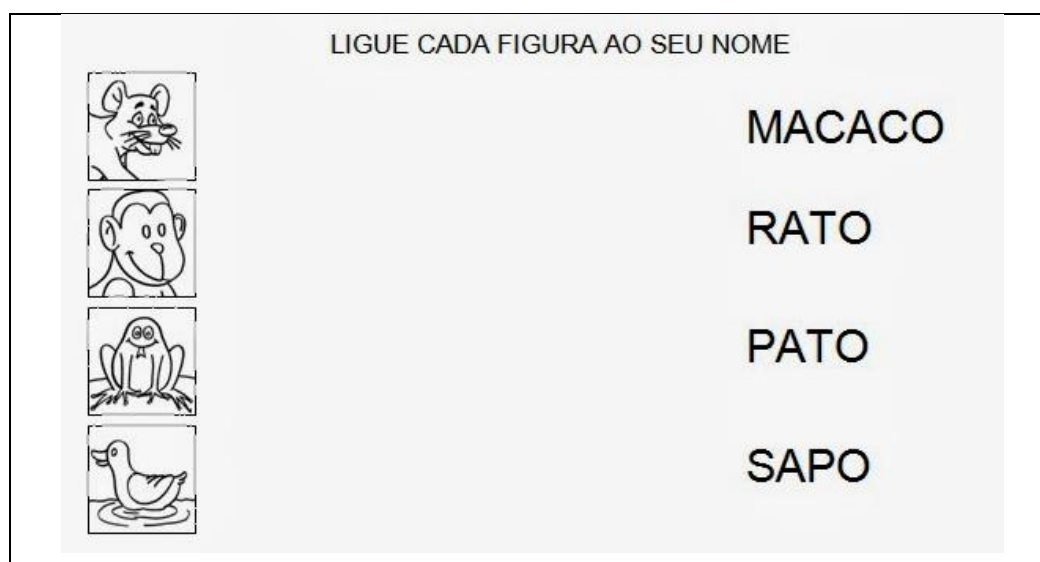 LIGUE CADA FIGURA AO SEU NOME
MACACO
RATO
PATO
SAPO